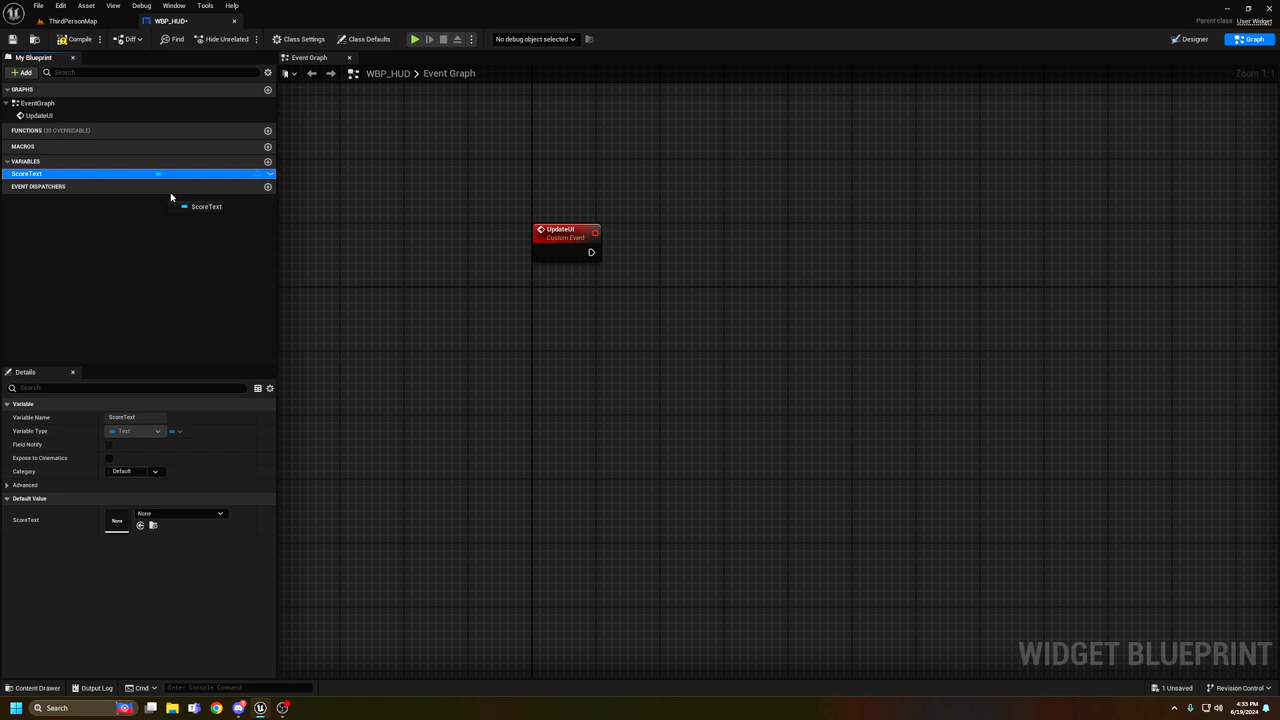 File Edit Asset View Debug Window Tools Help
ThirdPersonMap
WBP_HUD•
Parent class: User Widget
Compile
Diff
Find
Hide Unrelated
Class Settings
Class Defaults
No debug object selected
Designer
Graph
My Blueprint
Add
Search
GRAPHS
EventGraph
UpdateUI
FUNCTIONS (35 OVERRIDABLE)
MACROS
VARIABLES
ScoreText
EVENT DISPATCHERS
ScoreText
Event Graph
WBP_HUD > Event Graph
Zoom 1:1
UpdateUI
Custom Event
Details
Search
Variable
Variable Name ScoreText
Variable Type Text
Field Notify
Expose to Cinematics
Category Default
Advanced
Default Value
ScoreText None None
WIDGET BLUEPRINT
Content Drawer
Output Log
Cmd
Enter Console Command
1 Unsaved
Revision Control
Search
4:35 PM
6/19/2024